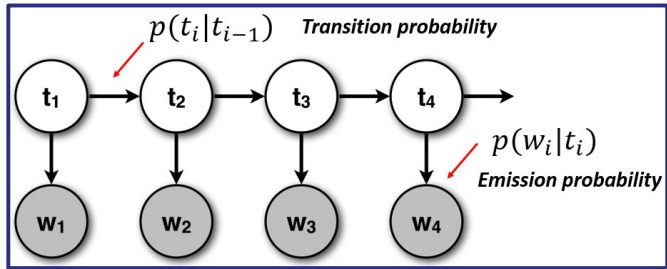 p(t_i|t_{i−1}) Transition probability
t₁ t₂ t₃ t₄
p(w_i|t_i)
Emission probability
w₁ w₂ w₃ w₄